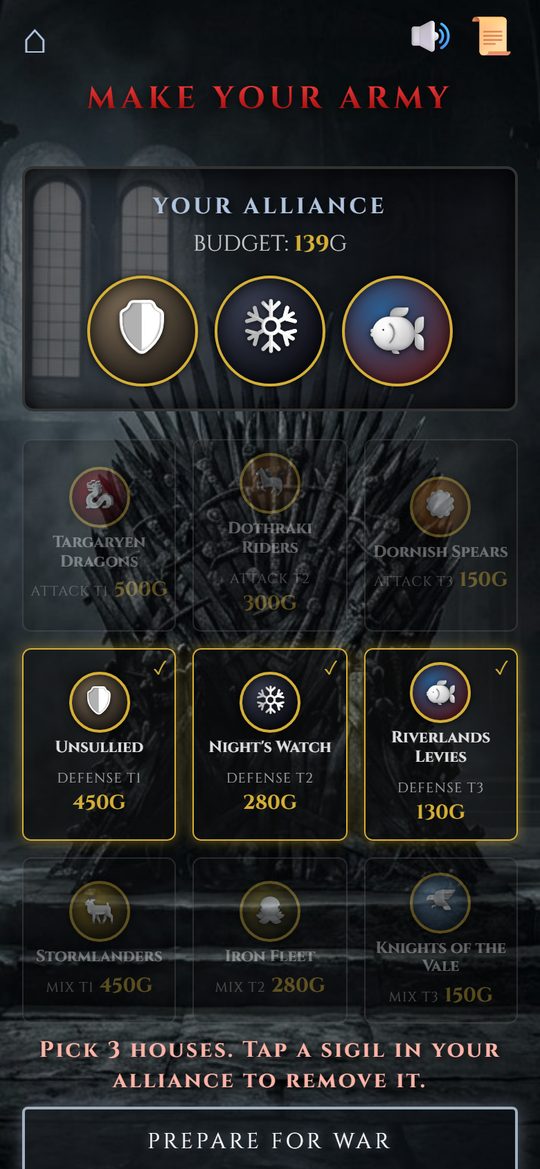 MAKE YOUR ARMY
YOUR ALLIANCE
BUDGET: 139G
TARGARYEN
DRAGONS
ATTACK T1 500G
DOTHRAKI
RIDERS
ATTACK T2
300G
DORNISH SPEARS
ATTACK T3 150G
✓
UNSULLIED
DEFENSE T1
450G
✓
NIGHT'S WATCH
DEFENSE T2
280G
✓
RIVERLANDS
LEVIES
DEFENSE T3
130G
STORMLANDERS
MIX T1 450G
IRON FLEET
MIX T2 280G
KNIGHTS OF THE
VALE
MIX T3 150G
PICK 3 HOUSES. TAP A SIGIL IN YOUR
ALLIANCE TO REMOVE IT.
PREPARE FOR WAR